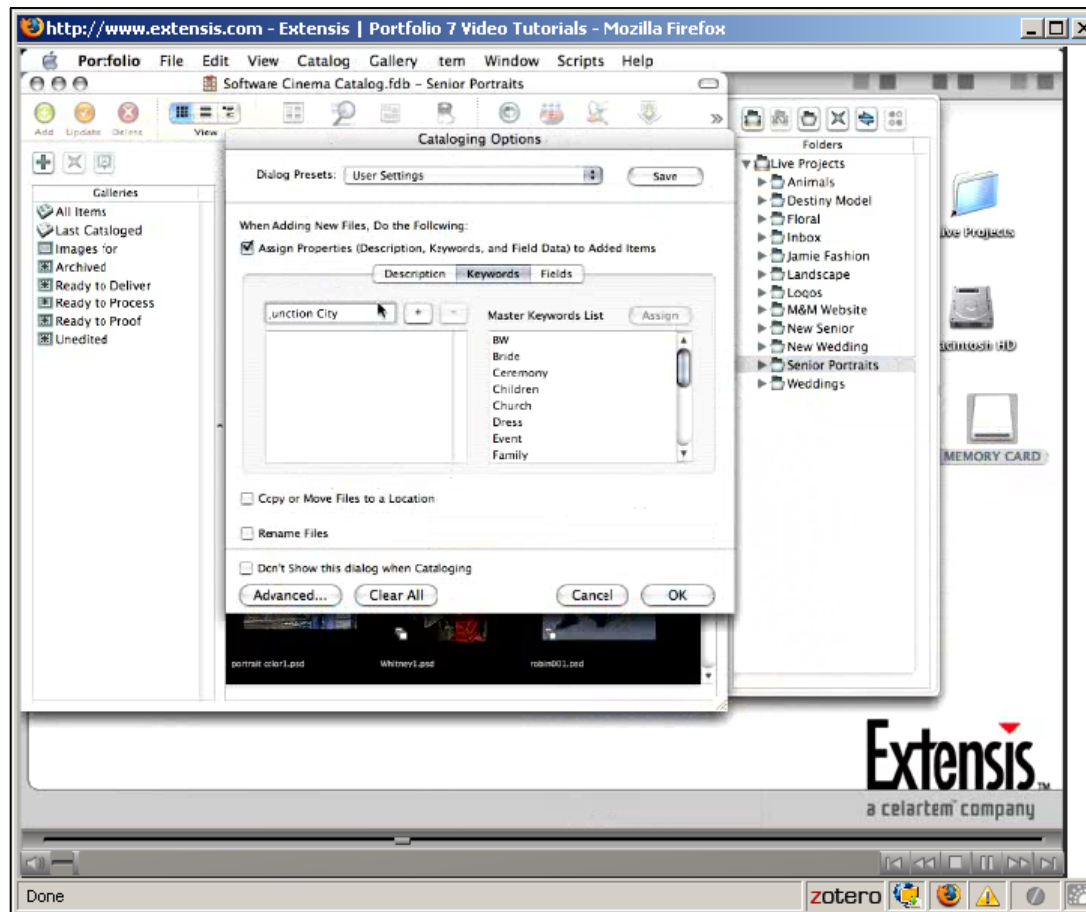 http://www.extensis.com - Extensis | Portfolio 7 Video Tutorials - Mozilla Firefox
Portfolio File Edit View Catalog Gallery tem Window Scripts Help
Software Cinema Catalog.fdb – Senior Portraits
Add Update Delete View
Galleries
All Items
Last Cataloged
Images for
Archived
Ready to Deliver
Ready to Process
Ready to Proof
Unedited
Cataloging Options
Dialog Presets: User Settings Save
When Adding New Files, Do the Following:
Assign Properties (Description, Keywords, and Field Data) to Added Items
Description Keywords Fields
unction City + - Master Keywords List Assign
BW
Bride
Ceremony
Children
Church
Dress
Event
Family
Copy or Move Files to a Location
Rename Files
Don't Show this dialog when Cataloging
Advanced... Clear All Cancel OK
portrait color1.psd Whitney1.psd robin001.psd
Folders
Live Projects
Animals
Destiny Model
Floral
Inbox
Jamie Fashion
Landscape
Logos
M&M Website
New Senior
New Wedding
Senior Portraits
Weddings
ive Projects
acintosh HD
MEMORY CARD
Extensis™
a celartem company
Done zotero